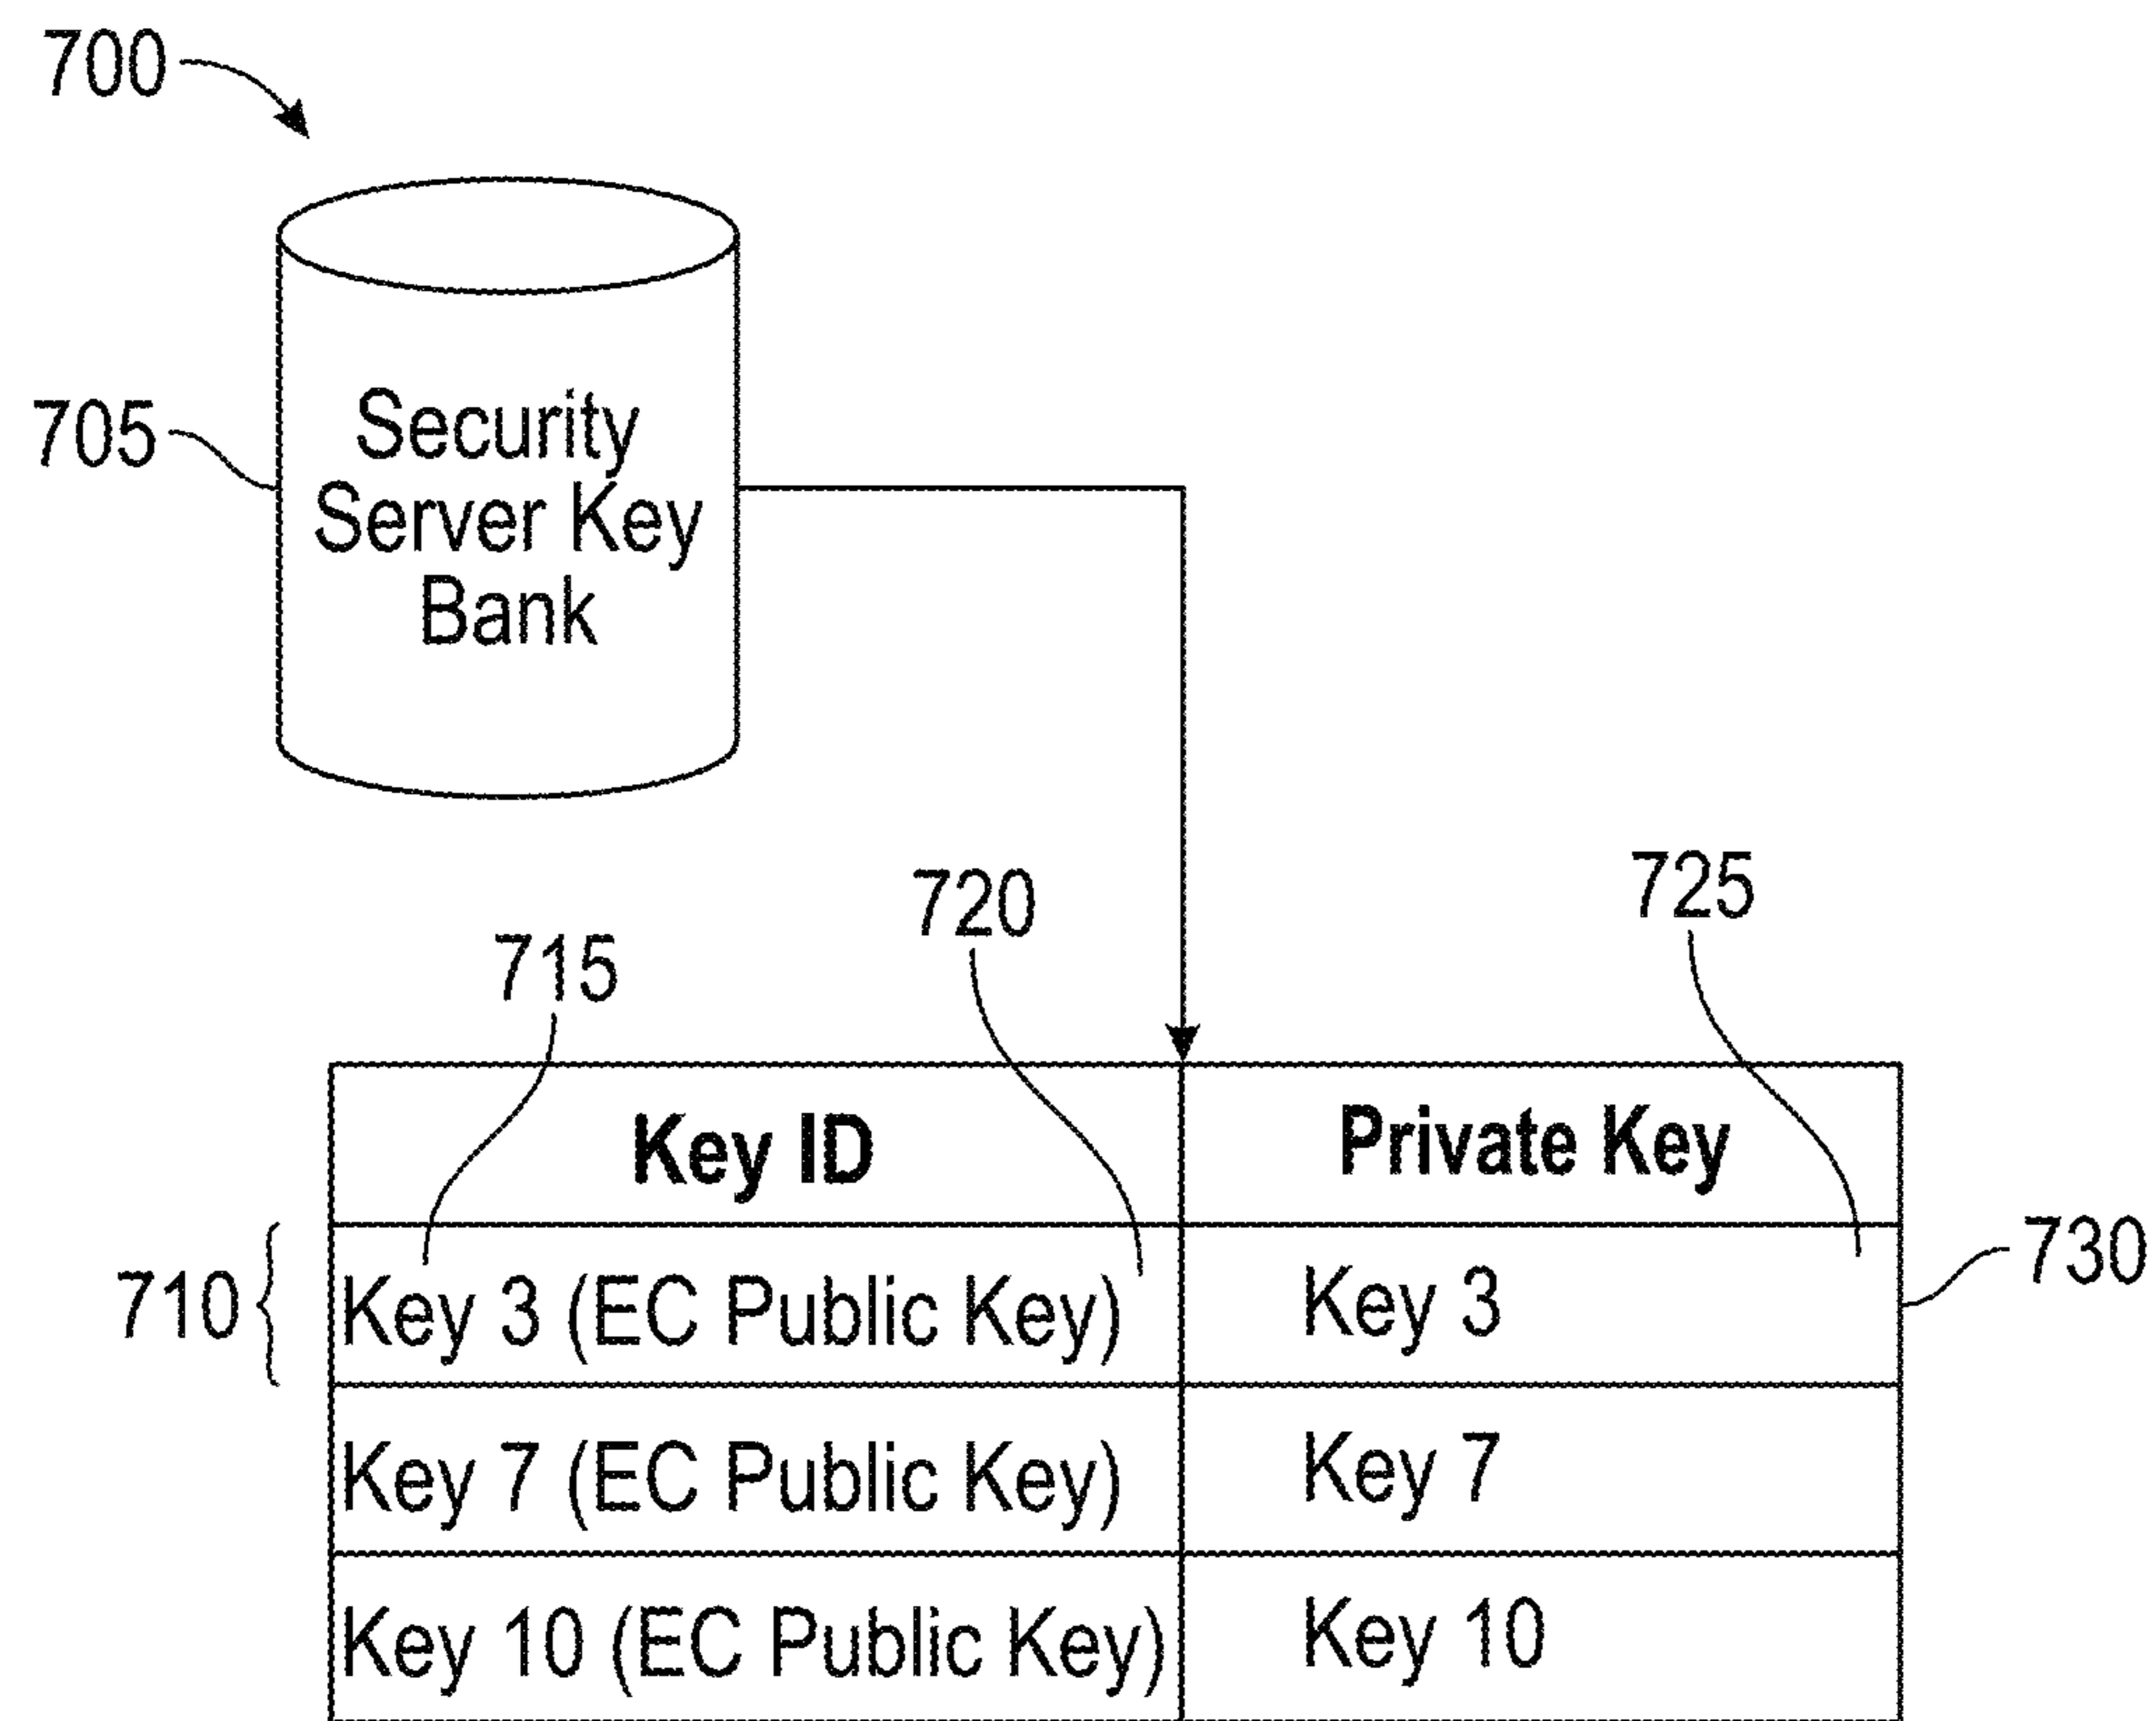 700
705
Security
Server Key
Bank
715
720
725
Key ID
Private Key
710
Key 3 (EC Public Key)
Key 3
730
Key 7 (EC Public Key)
Key 7
Key 10 (EC Public Key)
Key 10